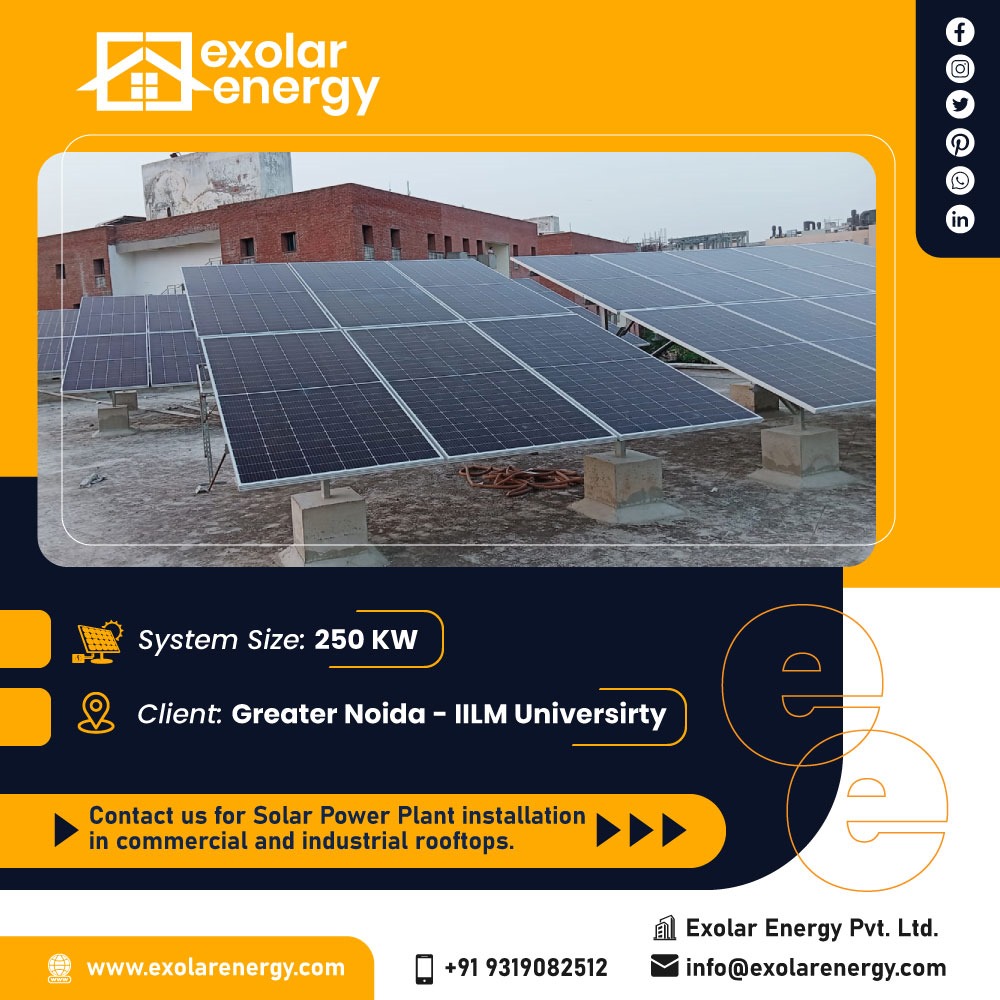 exolar
energy
System Size: 250 KW
Client: Greater Noida - IILM Universirty
Contact us for Solar Power Plant installation
in commercial and industrial rooftops.
Exolar Energy Pvt. Ltd.
www.exolarenergy.com
+91 9319082512
info@exolarenergy.com